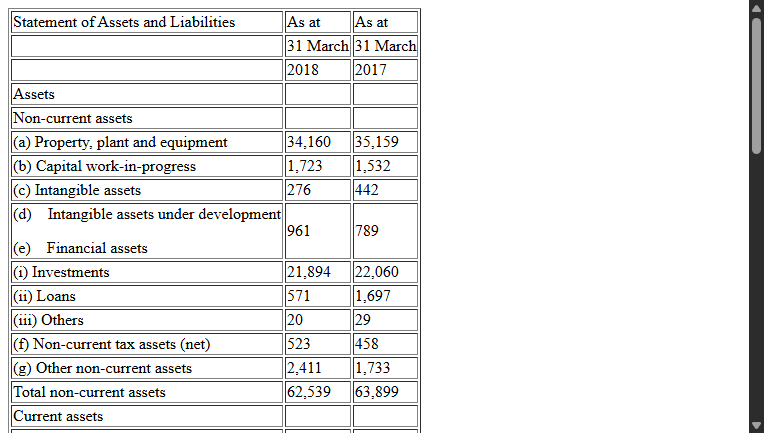 Statement of Assets and Liabilities As at As at
31 March 31 March
2018 2017
Assets
Non-current assets
(a) Property, plant and equipment 34,160 35,159
(b) Capital work-in-progress 1,723 1,532
(c) Intangible assets 276 442
(d) Intangible assets under development 961 789
(e) Financial assets
(i) Investments 21,894 22,060
(ii) Loans 571 1,697
(iii) Others 20 29
(f) Non-current tax assets (net) 523 458
(g) Other non-current assets 2,411 1,733
Total non-current assets 62,539 63,899
Current assets